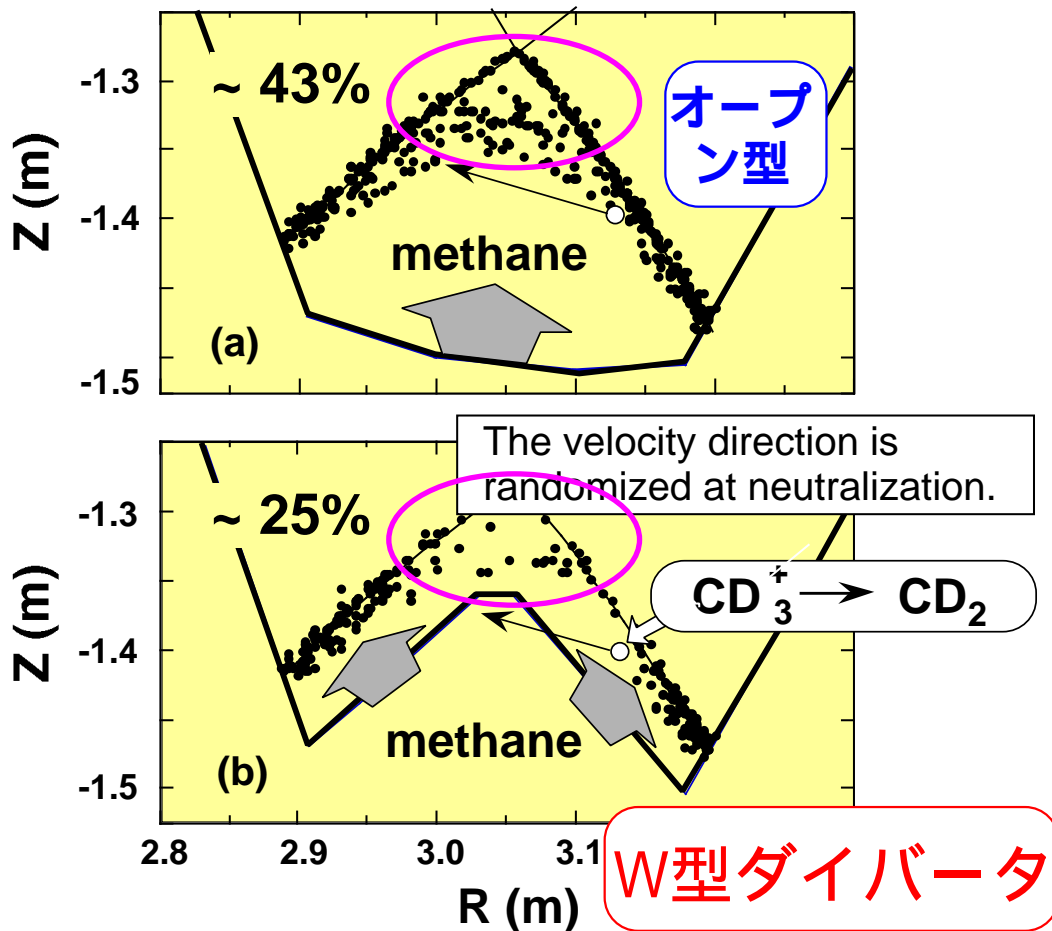 -1.3
-1.4
-1.5
Z (m)
~ 43%
オープ
ン型
methane
(a)
The velocity direction is
randomized at neutralization.
-1.3
-1.4
-1.5
Z (m)
~ 25%
CD3+ → CD2
methane
(b)
2.8 2.9 3.0 3.1
R (m)
W型ダイバータ